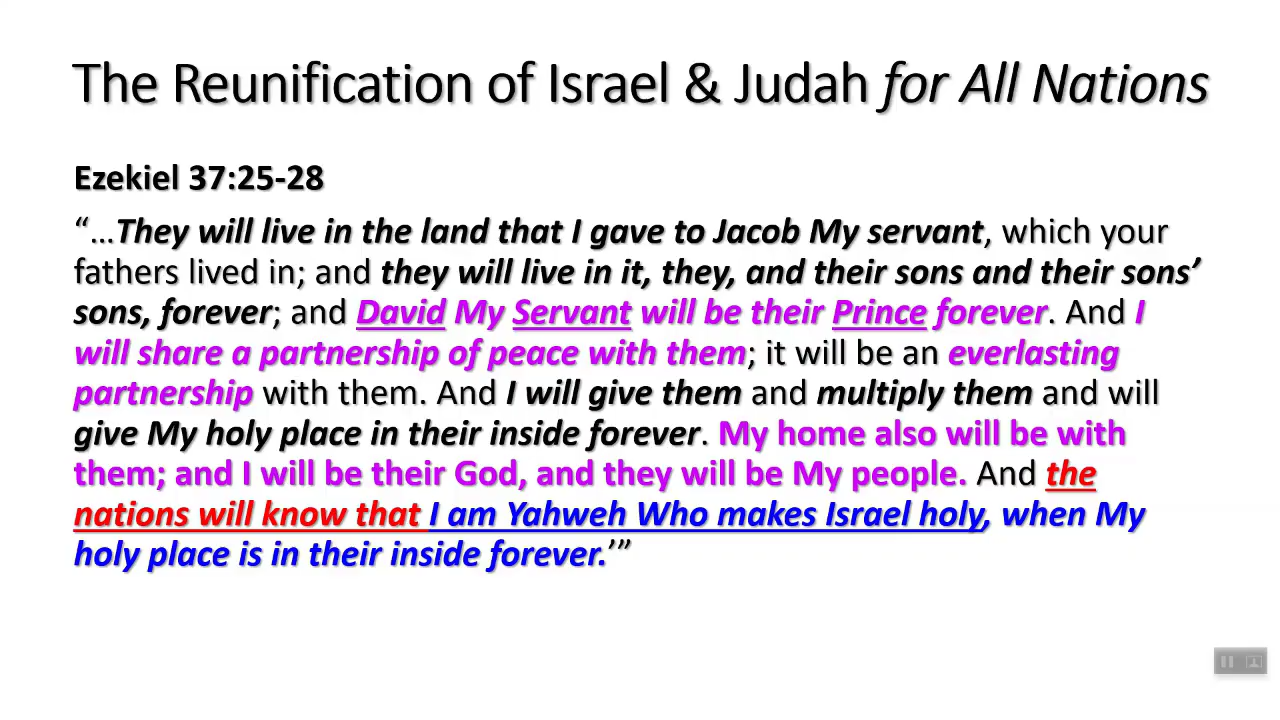 The Reunification of Israel & Judah for All Nations
Ezekiel 37:25-28
“…They will live in the land that I gave to Jacob My servant, which your
fathers lived in; and they will live in it, they, and their sons and their sons’
sons, forever; and David My Servant will be their Prince forever. And I
will share a partnership of peace with them; it will be an everlasting
partnership with them. And I will give them and multiply them and will
give My holy place in their inside forever. My home also will be with
them; and I will be their God, and they will be My people. And the
nations will know that I am Yahweh Who makes Israel holy, when My
holy place is in their inside forever.’”